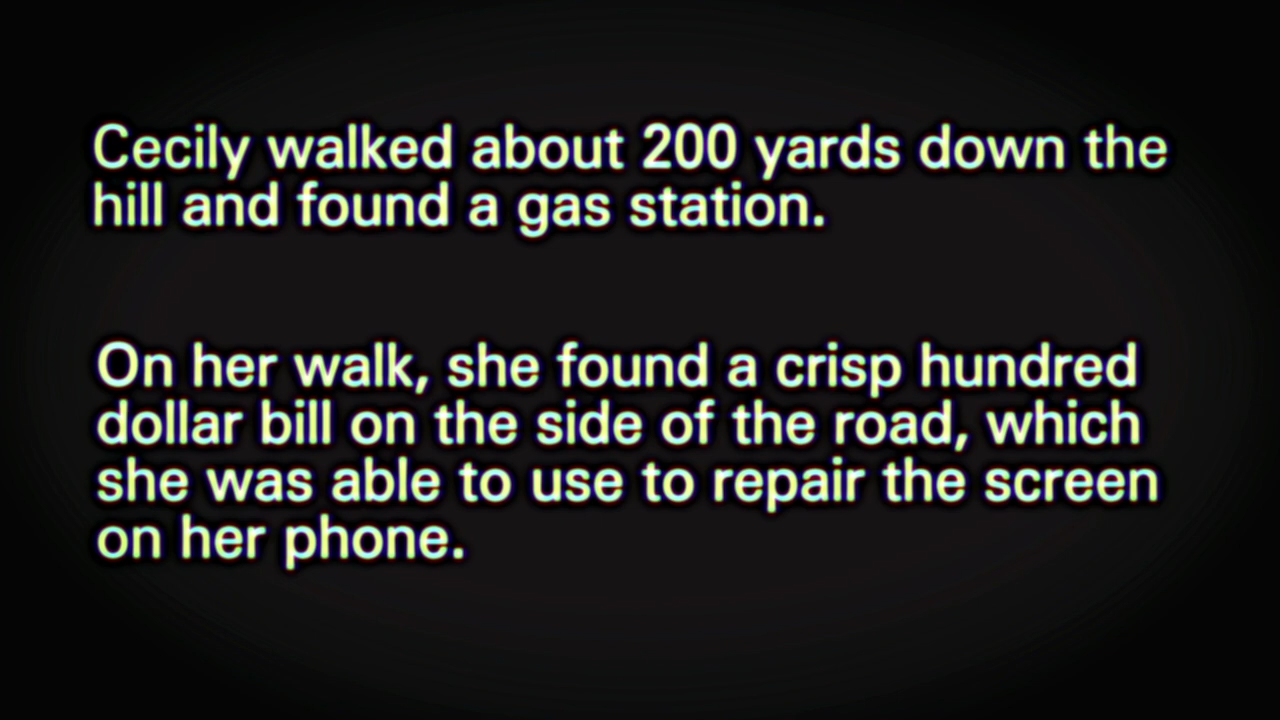 Cecily walked about 200 yards down the
hill and found a gas station.
On her walk, she found a crisp hundred
dollar bill on the side of the road, which
she was able to use to repair the screen
on her phone.